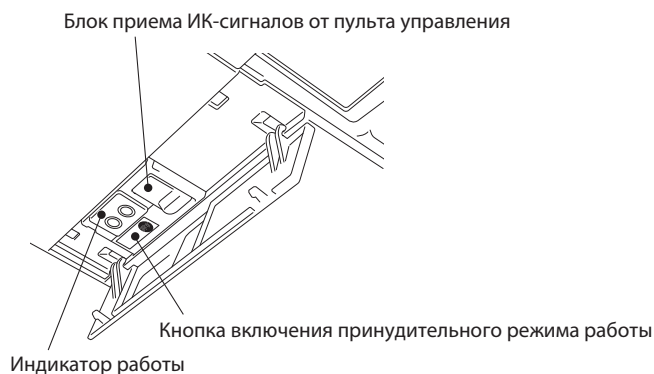 Блок приема ИК-сигналов от пульта управления
Кнопка включения принудительного режима работы
Индикатор работы